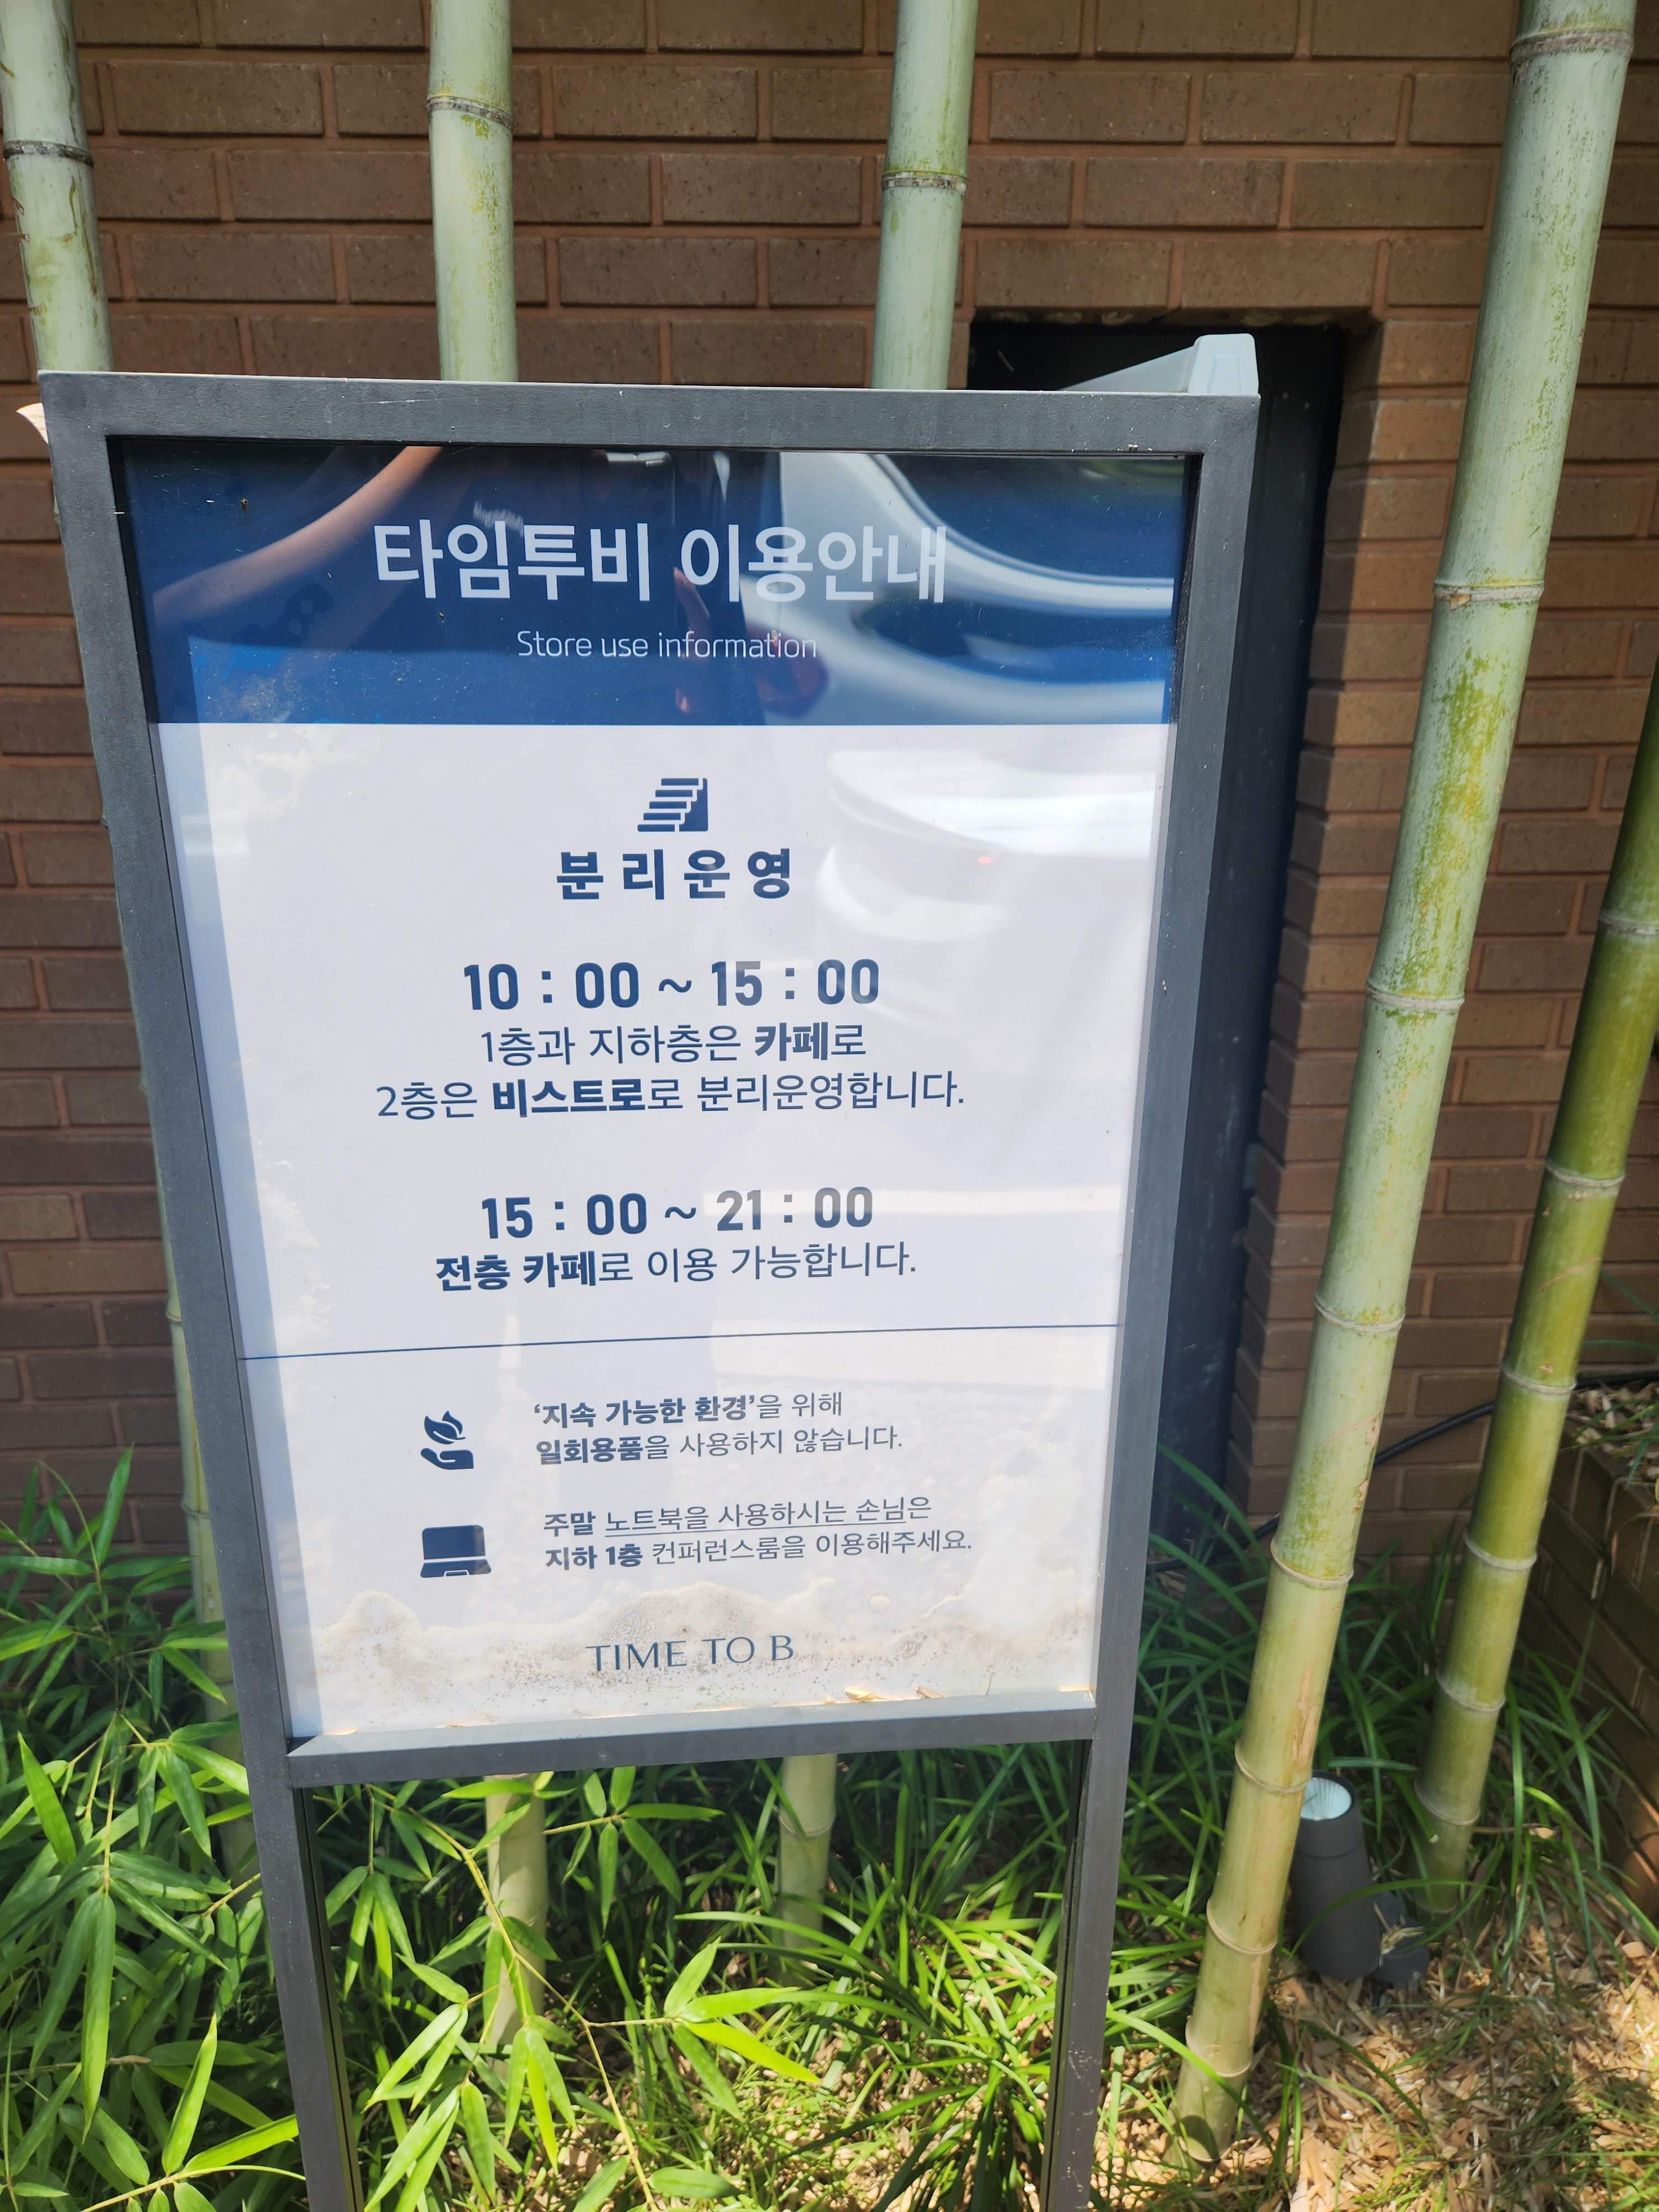 타임투비 이용안내
Store use information
분리운영
10 : 00 ~ 15 : 00
1층과 지하층은 카페로
2층은 비스트로로 분리운영합니다.
15 : 00 ~ 21 : 00
전층 카페로 이용 가능합니다.
'지속 가능한 환경'을 위해
일회용품을 사용하지 않습니다.
주말 노트북을 사용하시는 손님은
지하 1층 컨퍼런스룸을 이용해주세요.
TIME TO B